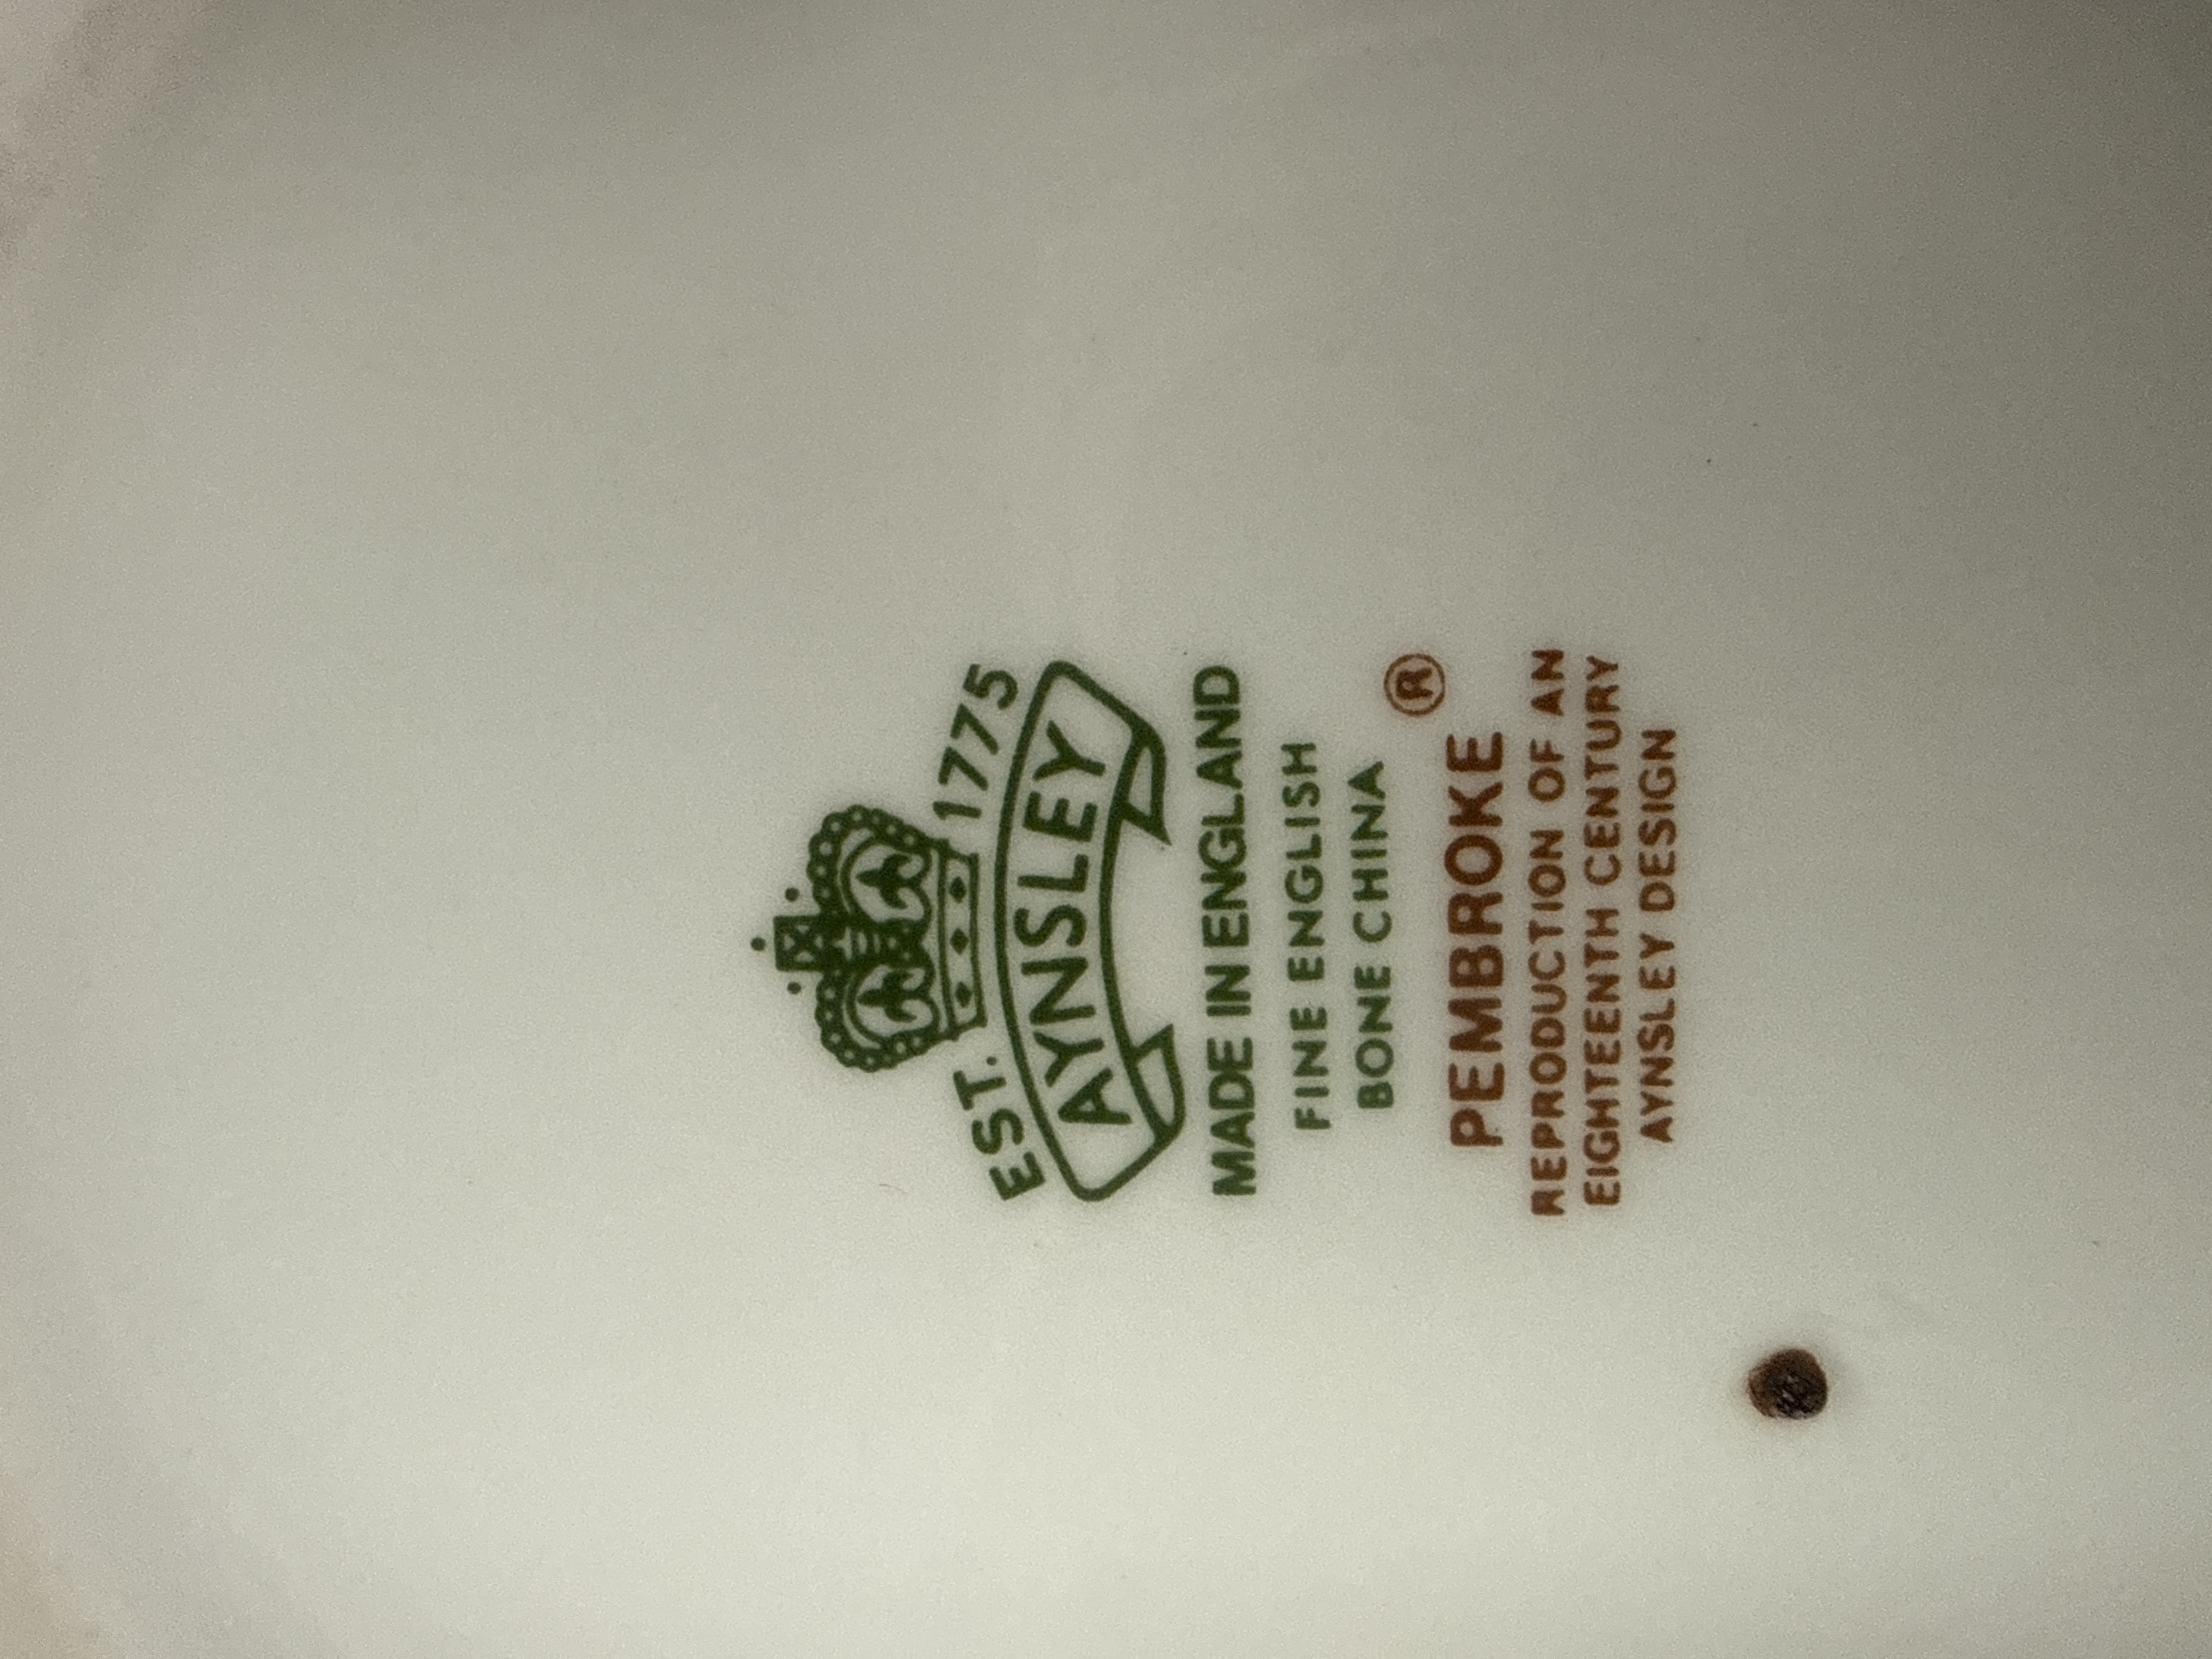 EST. 1775
AYNSLEY
MADE IN ENGLAND
FINE ENGLISH
BONE CHINA
®
PEMBROKE
REPRODUCTION OF AN
EIGHTEENTH CENTURY
AYNSLEY DESIGN